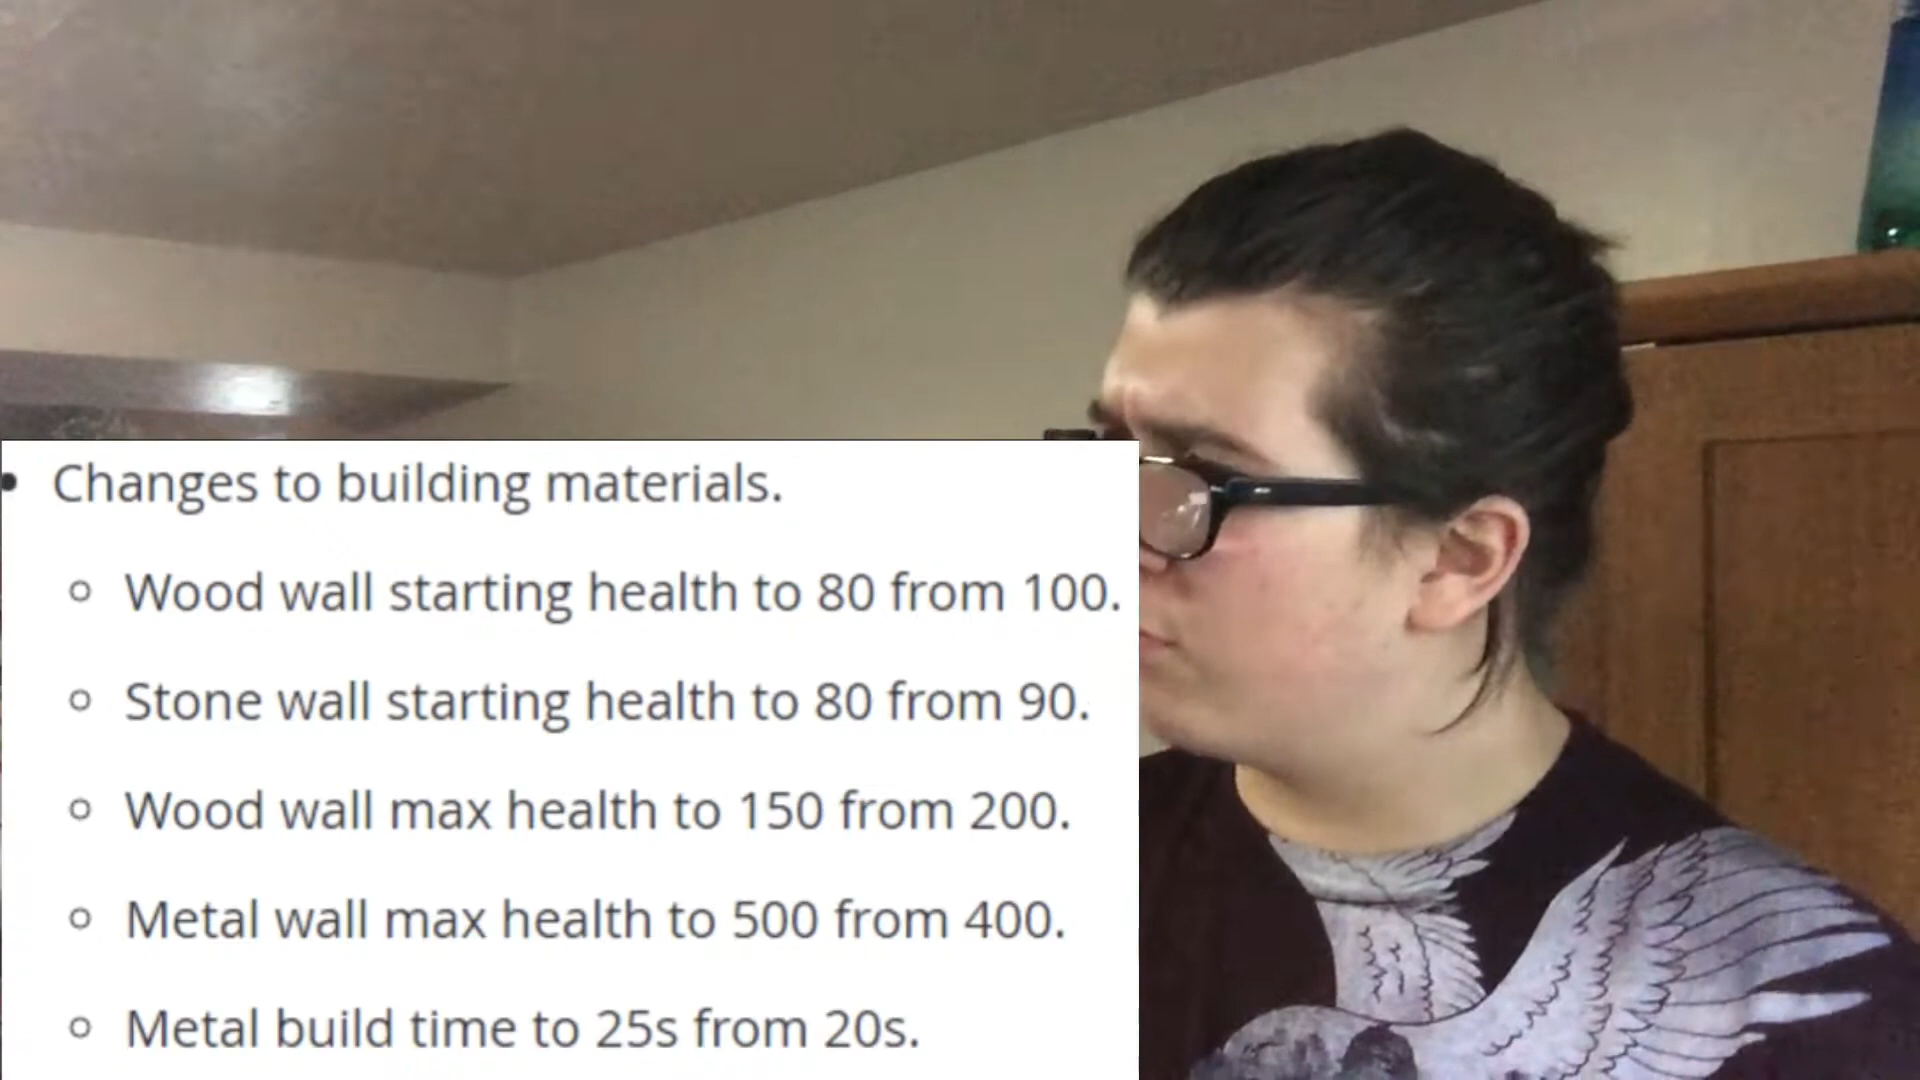 Changes to building materials.
Wood wall starting health to 80 from 100.
Stone wall starting health to 80 from 90.
Wood wall max health to 150 from 200.
Metal wall max health to 500 from 400.
Metal build time to 25s from 20s.